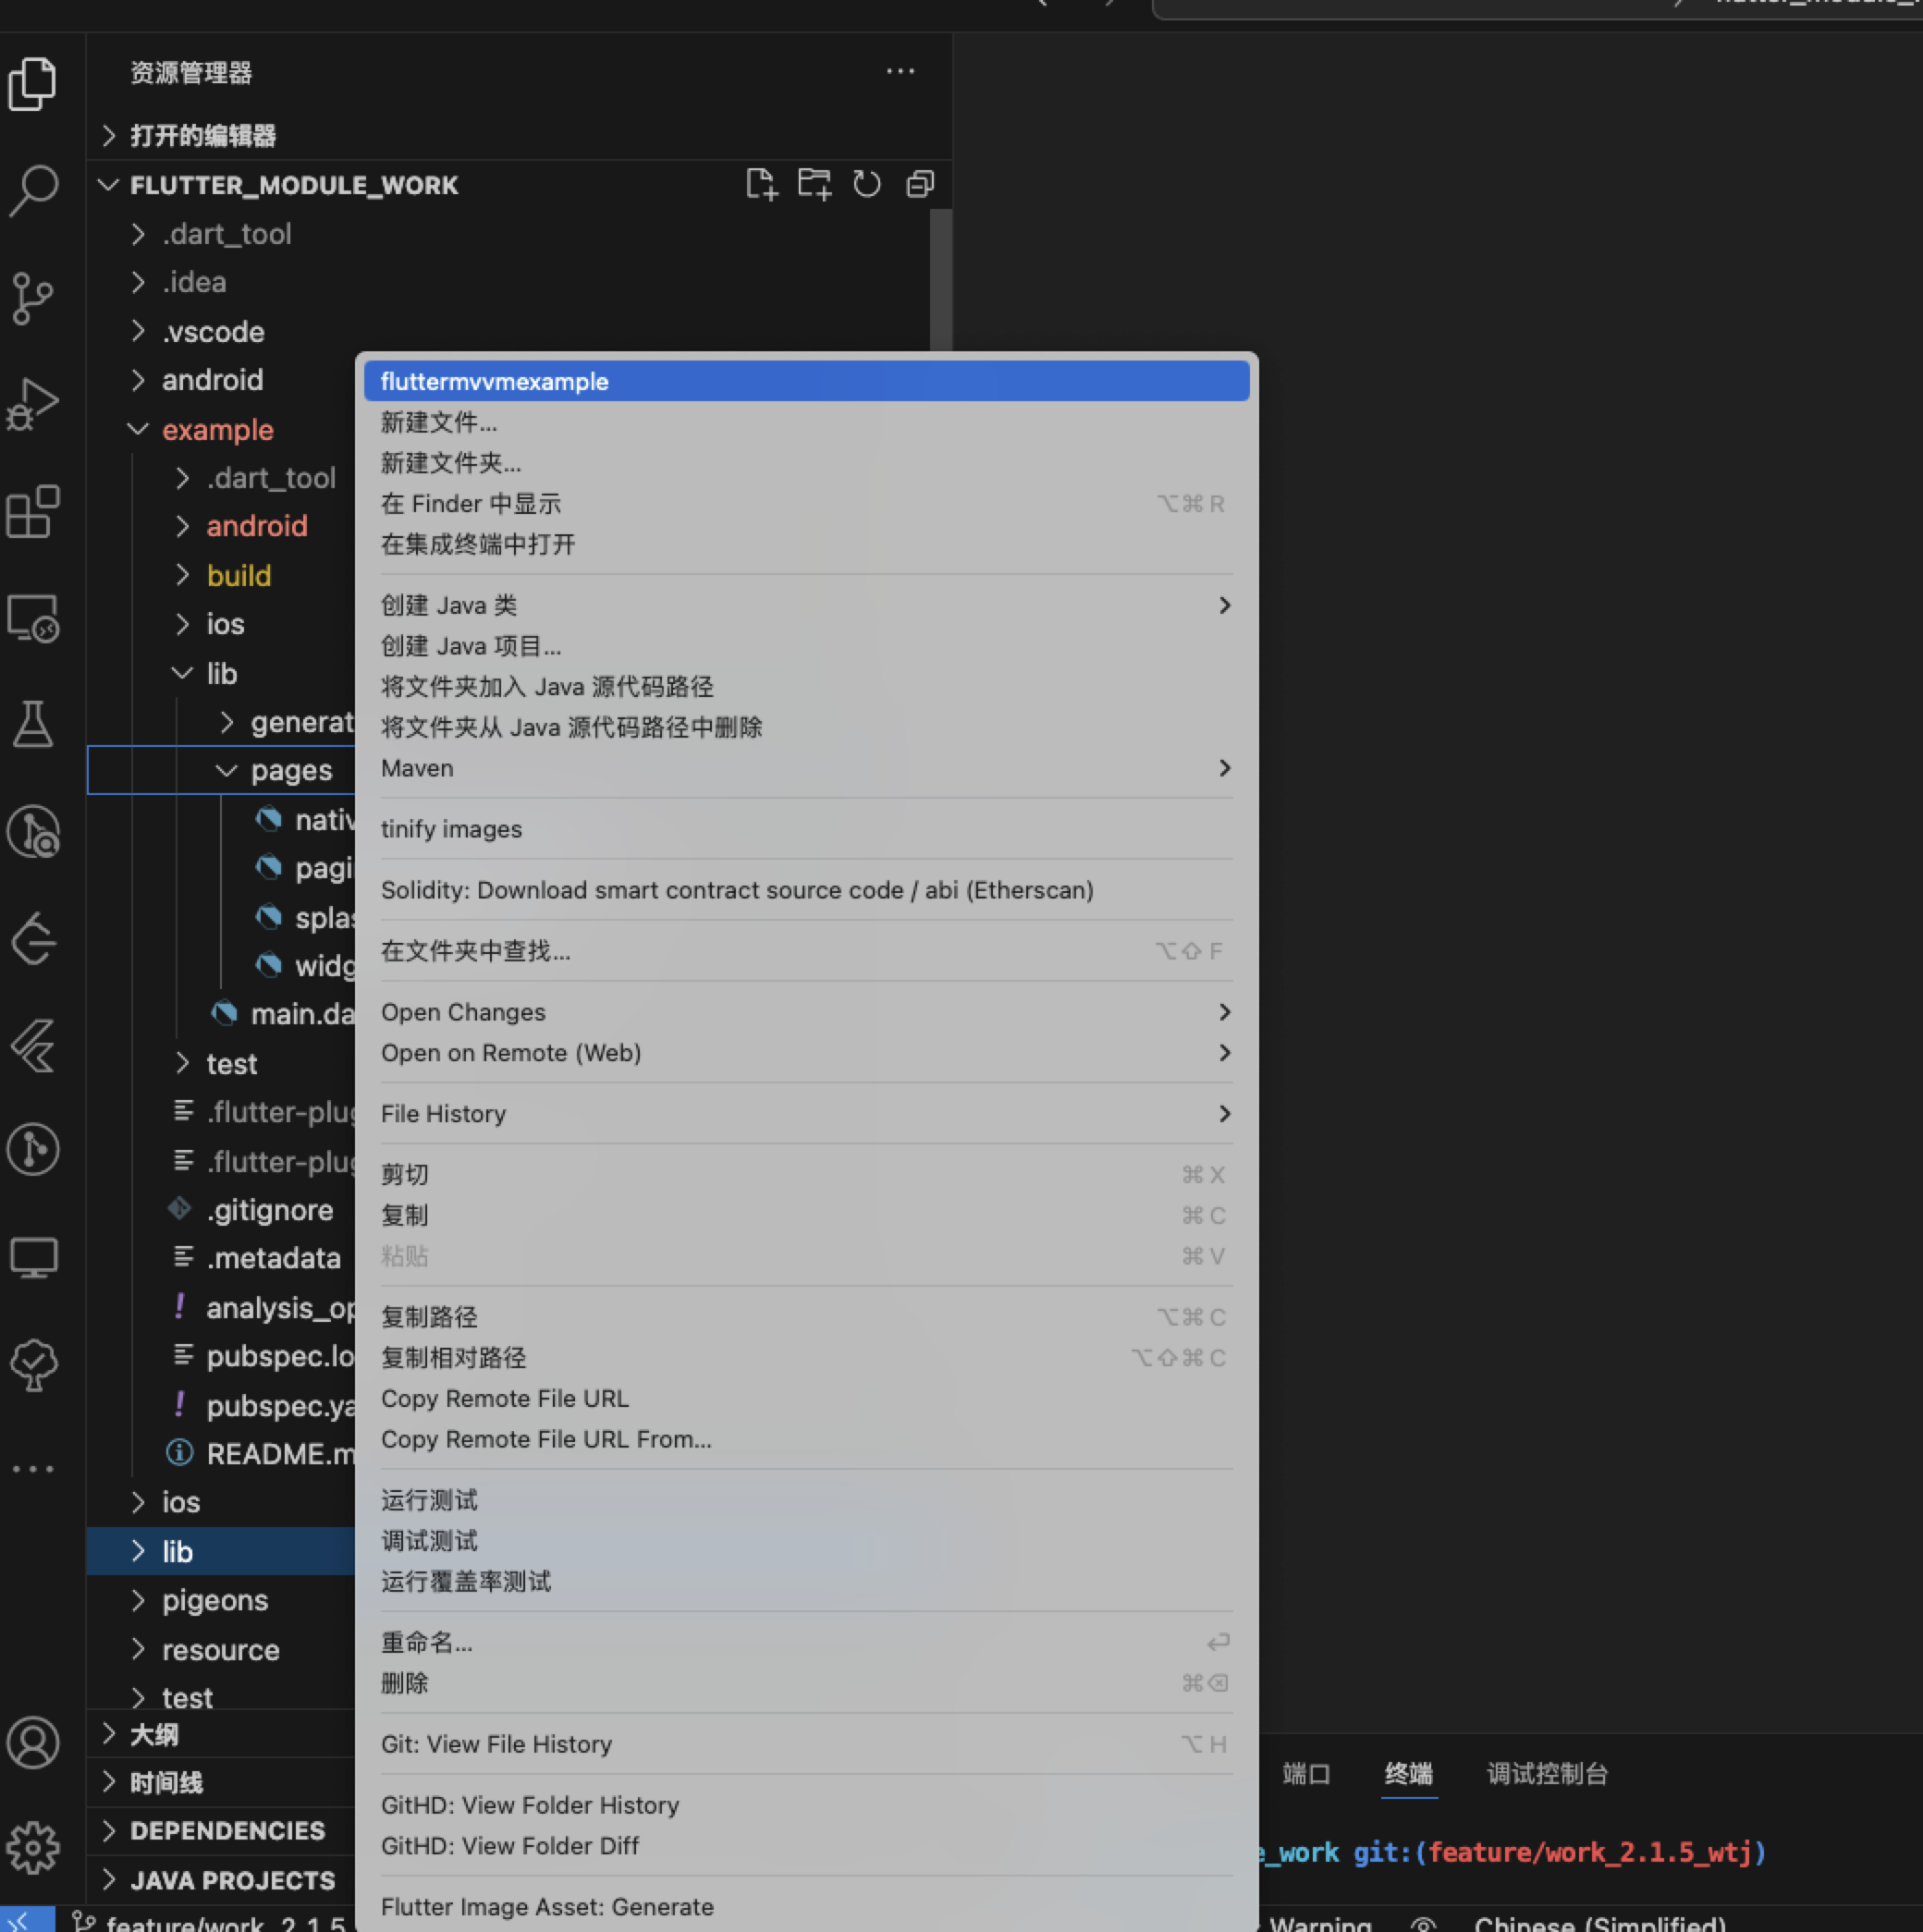 资源管理器
打开的编辑器
FLUTTER_MODULE_WORK
.dart_tool
.idea
.vscode
android
example
.dart_tool
android
build
ios
lib
generat
pages
nativ
pagi
splas
widg
main.da
test
.flutter-plug
.flutter-plug
.gitignore
.metadata
analysis_op
pubspec.lo
pubspec.ya
README.m
ios
lib
pigeons
resource
test
大纲
时间线
DEPENDENCIES
JAVA PROJECTS
fluttermvvmexample
新建文件...
新建文件夹...
在 Finder 中显示 ⌥⌘R
在集成终端中打开
创建 Java 类
创建 Java 项目...
将文件夹加入 Java 源代码路径
将文件夹从 Java 源代码路径中删除
Maven
tinify images
Solidity: Download smart contract source code / abi (Etherscan)
在文件夹中查找... ⌥⇧F
Open Changes
Open on Remote (Web)
File History
剪切 ⌘X
复制 ⌘C
粘贴 ⌘V
复制路径 ⌥⌘C
复制相对路径 ⌥⇧⌘C
Copy Remote File URL
Copy Remote File URL From...
运行测试
调试测试
运行覆盖率测试
重命名...
删除 ⌘⌫
Git: View File History ⌥H
GitHD: View Folder History
GitHD: View Folder Diff
Flutter Image Asset: Generate
端口 终端 调试控制台
e_work git:(feature/work_2.1.5_wtj)
feature/work_2.1.5
Warning Chinese (Simplified)